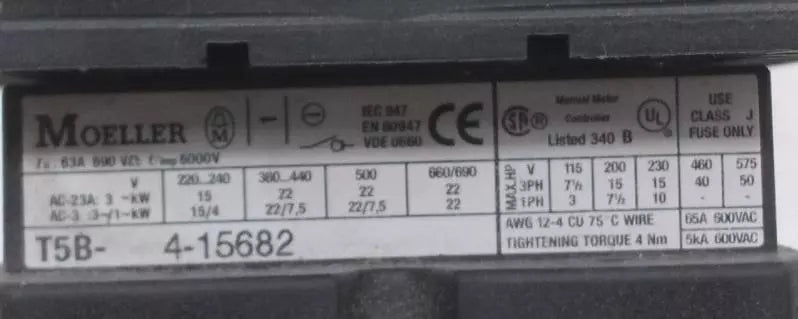 MOELLER
IEC 947
EN 60947
VDE 0660
CE
Manual Motor
Controller
Listed 340 B
UL
USE
CLASS J
FUSE ONLY
63A 690 V~ 6000V
V 220...240 380...440 500 660/690
AC-23A: 3 ~kW 15 22 22 22
AC-3 :3~/1~kW 15/4 22/7,5 22/7,5 22
T5B- 4-15682
MAX. HP
V 115 200 230 460 575
3PH 7½ 15 15 40 50
1PH 3 7½ 10 -
AWG 12-4 CU 75°C WIRE 65A 600VAC
TIGHTENING TORQUE 4 Nm 5kA 600VAC